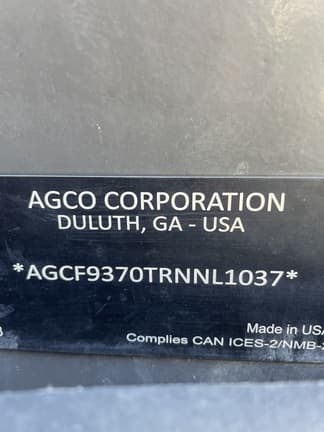 AGCO CORPORATION
DULUTH, GA - USA
*AGCF9370TRNNL1037*
Made in USA
Complies CAN ICES-2/NMB-